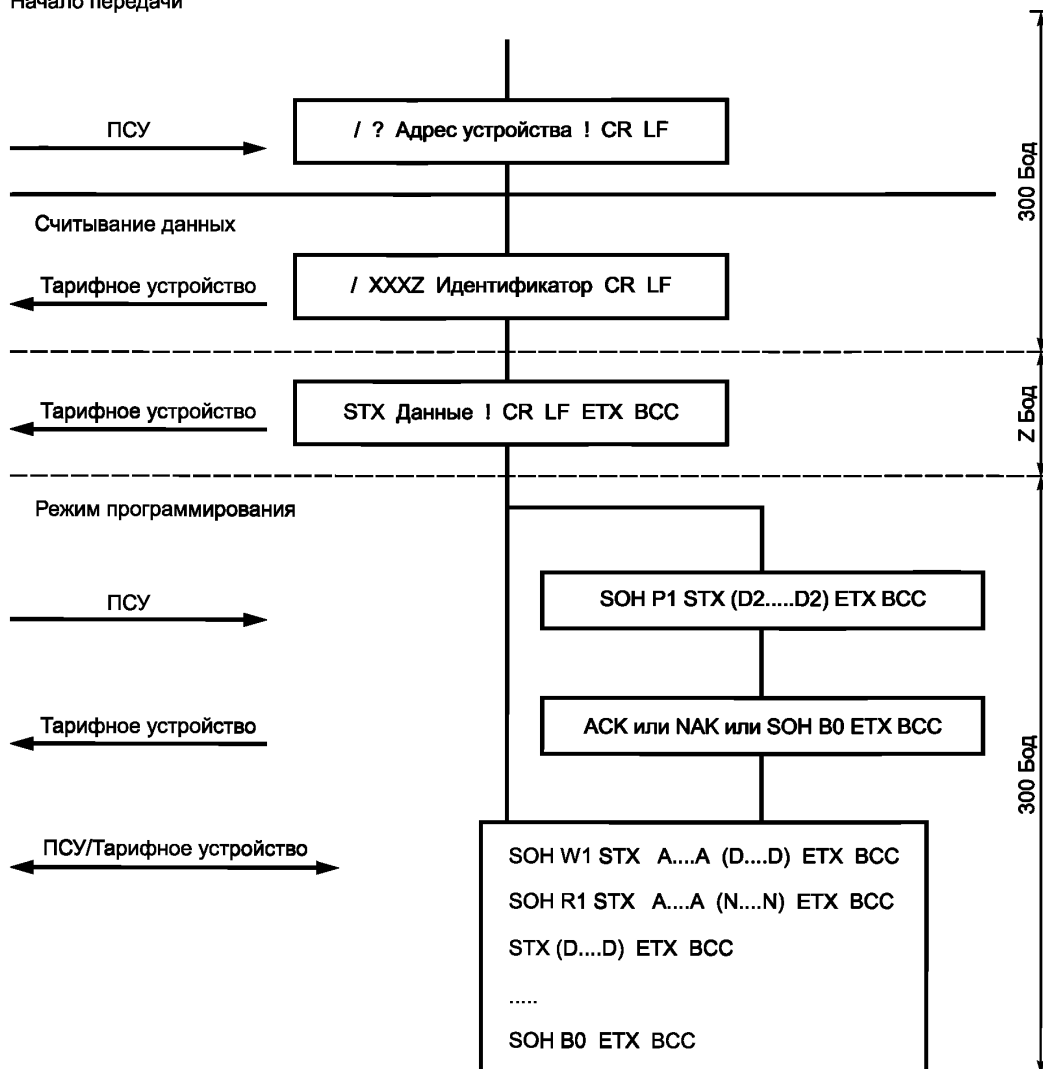 Начало передачи
ПСУ
/ ? Адрес устройства ! CR LF
300 Бод
Считывание данных
Тарифное устройство
/ XXXZ Идентификатор CR LF
Тарифное устройство
STX Данные ! CR LF ETX BCC
Z Бод
Режим программирования
ПСУ
SOH P1 STX (D2.....D2) ETX BCC
Тарифное устройство
ACK или NAK или SOH B0 ETX BCC
300 Бод
ПСУ/Тарифное устройство
SOH W1 STX A....A (D....D) ETX BCC
SOH R1 STX A....A (N....N) ETX BCC
STX (D....D) ETX BCC
.....
SOH B0 ETX BCC